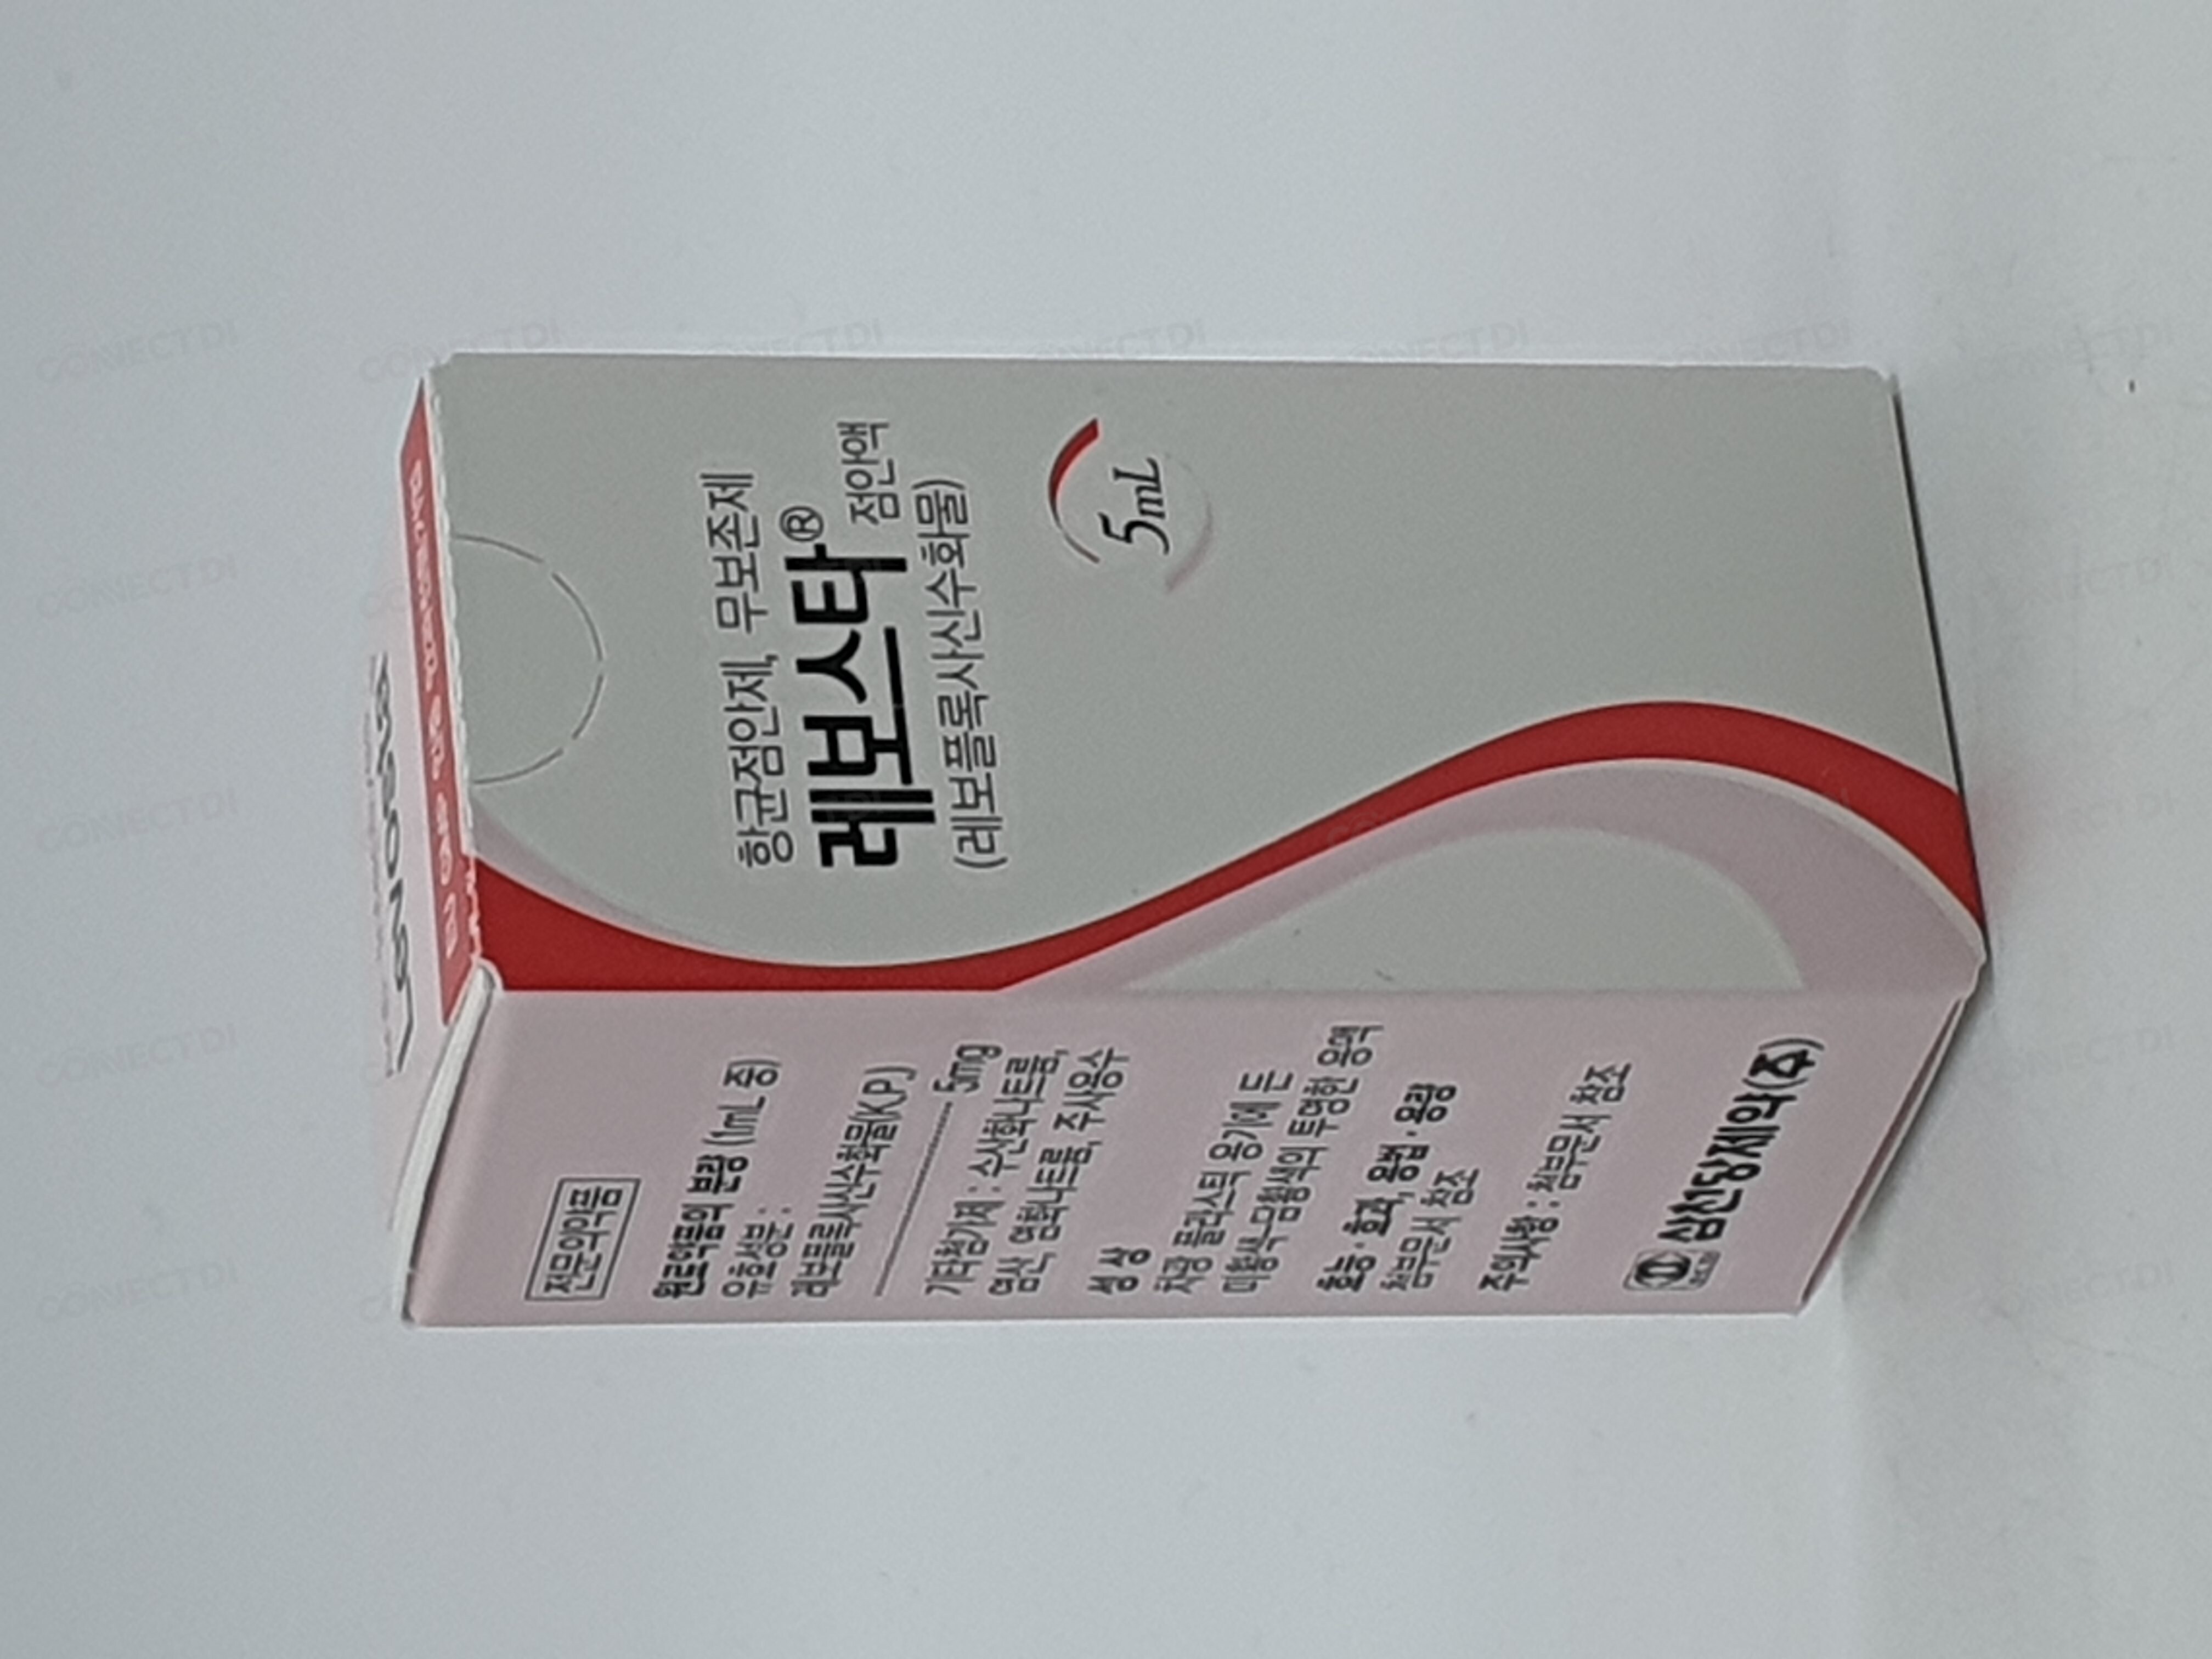 항균점안제, 무보존제
레보스타®
점안액
(레보플록사신수화물)
5mL
전문의약품
원료약품의 분량 (1mL 중)
유효성분 :
레보플록사신수화물(K.P.)
5mg
기타첨가제 : 수산화나트륨,
염산, 염화나트륨, 주사용수
성 상
차광 플라스틱 용기에 든
미황색~담황색의 투명한 용액
효능·효과, 용법·용량
첨부문서 참조
주의사항 : 첨부문서 참조
삼천당제약(주)
CONNECT DI